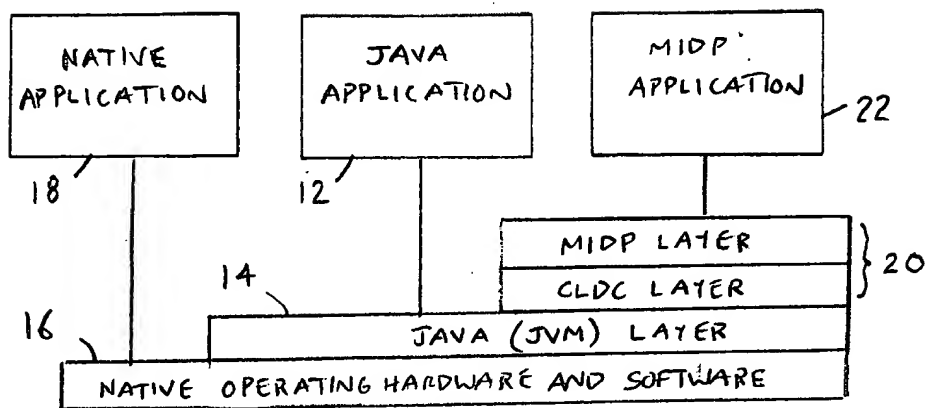 NATIVE
APPLICATION
18
JAVA
APPLICATION
12
MIDP
APPLICATION
22
MIDP LAYER
CLDC LAYER
20
14
JAVA (JVM) LAYER
16
NATIVE OPERATING HARDWARE AND SOFTWARE